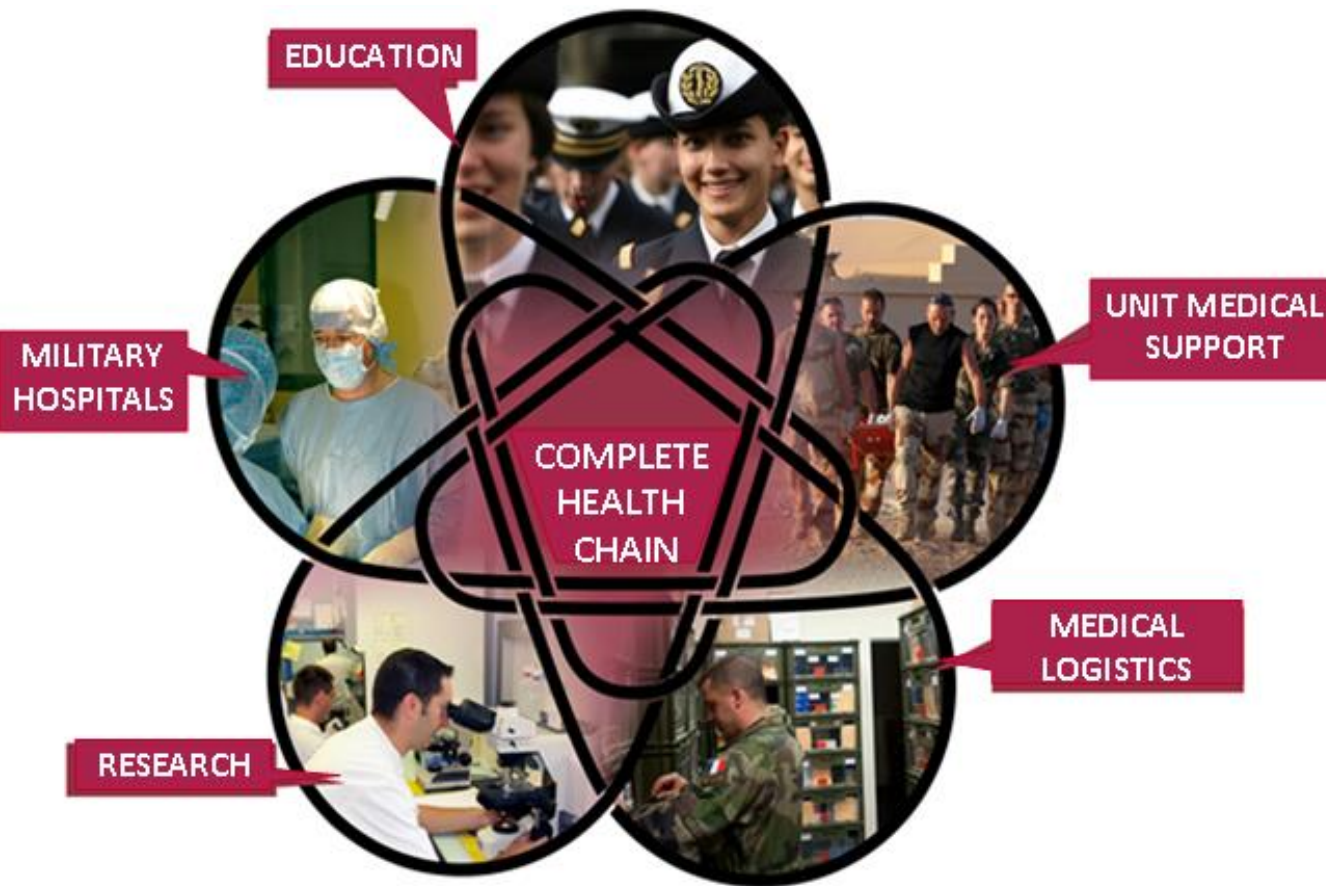 EDUCATION
UNIT MEDICAL
SUPPORT
MILITARY
HOSPITALS
COMPLETE
HEALTH
CHAIN
MEDICAL
LOGISTICS
RESEARCH